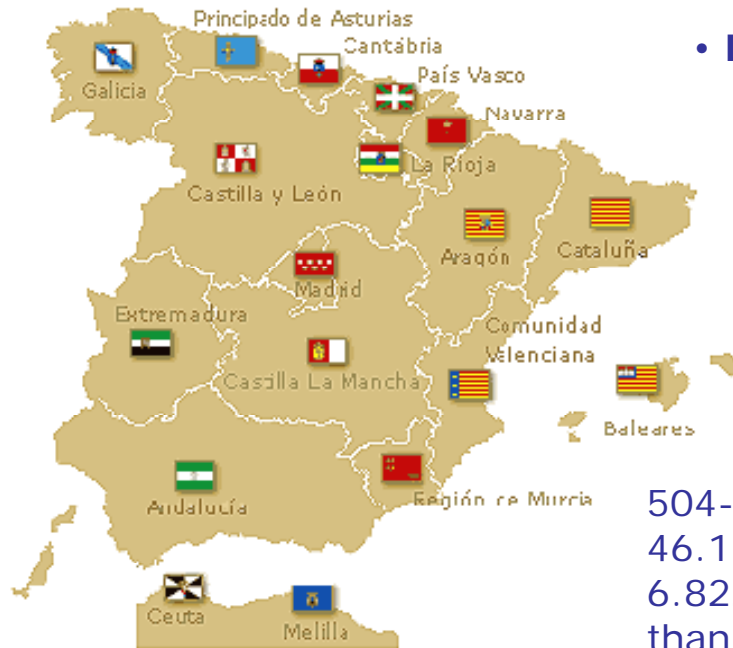 Principado de Asturias
Cantábria
País Vasco
Galicia
Navarra
La Rioja
Castilla y León
Aragón
Cataluña
Madrid
Extremadura
Comunidad
Valenciana
Castilla La Mancha
Baleares
Andalucía
Región de Murcia
504-
46.1
6.82
than
Ceuta
Melilla